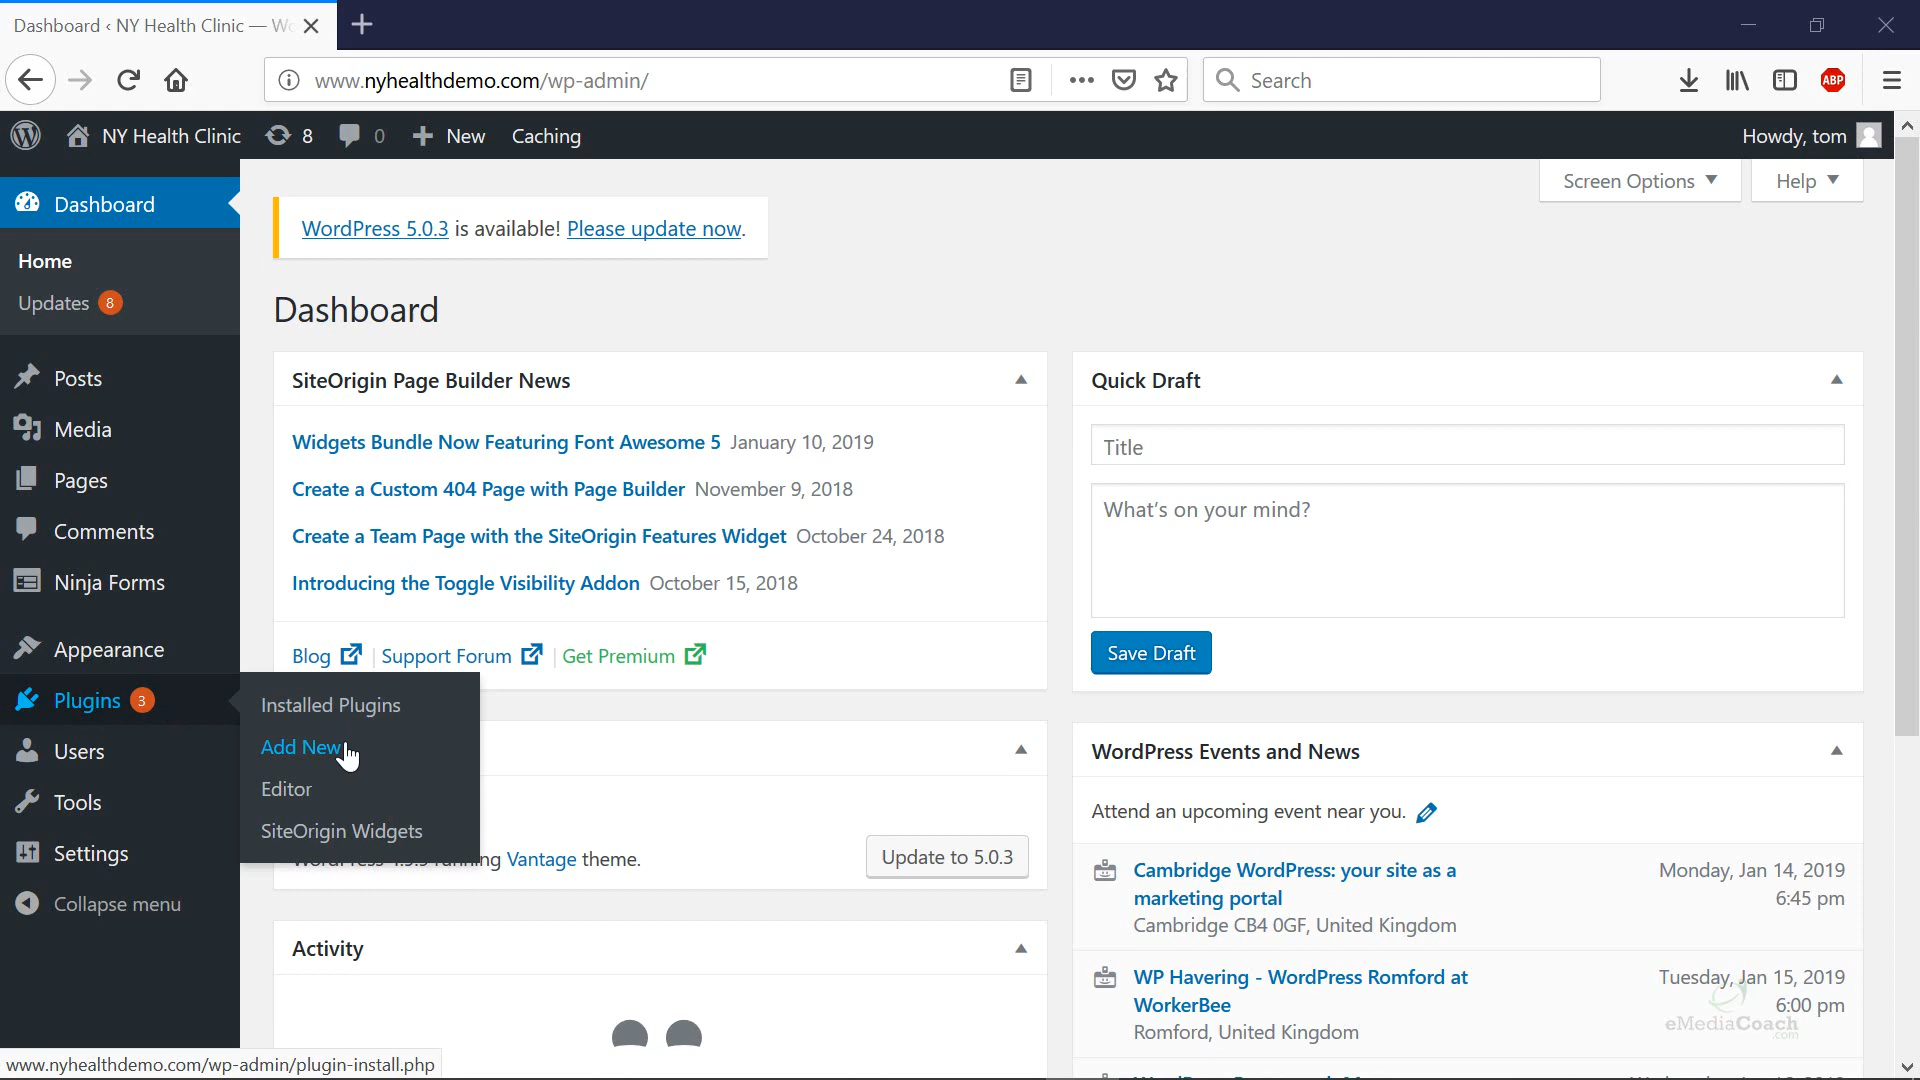 Dashboard ‹ NY Health Clinic — Wo
www.nyhealthdemo.com/wp-admin/
Search
ABP
NY Health Clinic 8 0 New Caching
Howdy, tom
Screen Options Help
Dashboard
Home
Updates 8
Posts
Media
Pages
Comments
Ninja Forms
Appearance
Plugins 3
Users
Tools
Settings
Collapse menu
Installed Plugins
Add New
Editor
SiteOrigin Widgets
WordPress 5.0.3 is available! Please update now.
Dashboard
SiteOrigin Page Builder News
Widgets Bundle Now Featuring Font Awesome 5 January 10, 2019
Create a Custom 404 Page with Page Builder November 9, 2018
Create a Team Page with the SiteOrigin Features Widget October 24, 2018
Introducing the Toggle Visibility Addon October 15, 2018
Blog Support Forum Get Premium
Vantage theme.
Update to 5.0.3
Activity
Quick Draft
Title
What's on your mind?
Save Draft
WordPress Events and News
Attend an upcoming event near you.
Cambridge WordPress: your site as a
marketing portal
Cambridge CB4 0GF, United Kingdom
Monday, Jan 14, 2019
6:45 pm
WP Havering - WordPress Romford at
WorkerBee
Romford, United Kingdom
Tuesday, Jan 15, 2019
6:00 pm
eMediaCoach
.com
www.nyhealthdemo.com/wp-admin/plugin-install.php